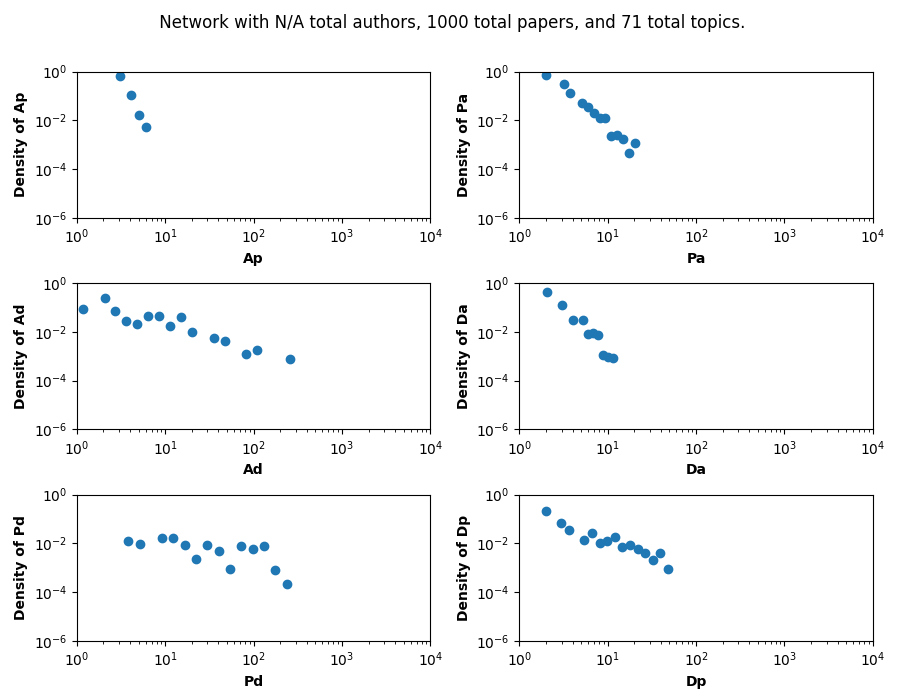 Network with N/A total authors, 1000 total papers, and 71 total topics.
Density of Ap
10^0
10^-2
10^-4
10^-6
10^0 10^1 10^2 10^3 10^4
Ap
Density of Pa
10^0
10^-2
10^-4
10^-6
10^0 10^1 10^2 10^3 10^4
Pa
Density of Ad
10^0
10^-2
10^-4
10^-6
10^0 10^1 10^2 10^3 10^4
Ad
Density of Da
10^0
10^-2
10^-4
10^-6
10^0 10^1 10^2 10^3 10^4
Da
Density of Pd
10^0
10^-2
10^-4
10^-6
10^0 10^1 10^2 10^3 10^4
Pd
Density of Dp
10^0
10^-2
10^-4
10^-6
10^0 10^1 10^2 10^3 10^4
Dp